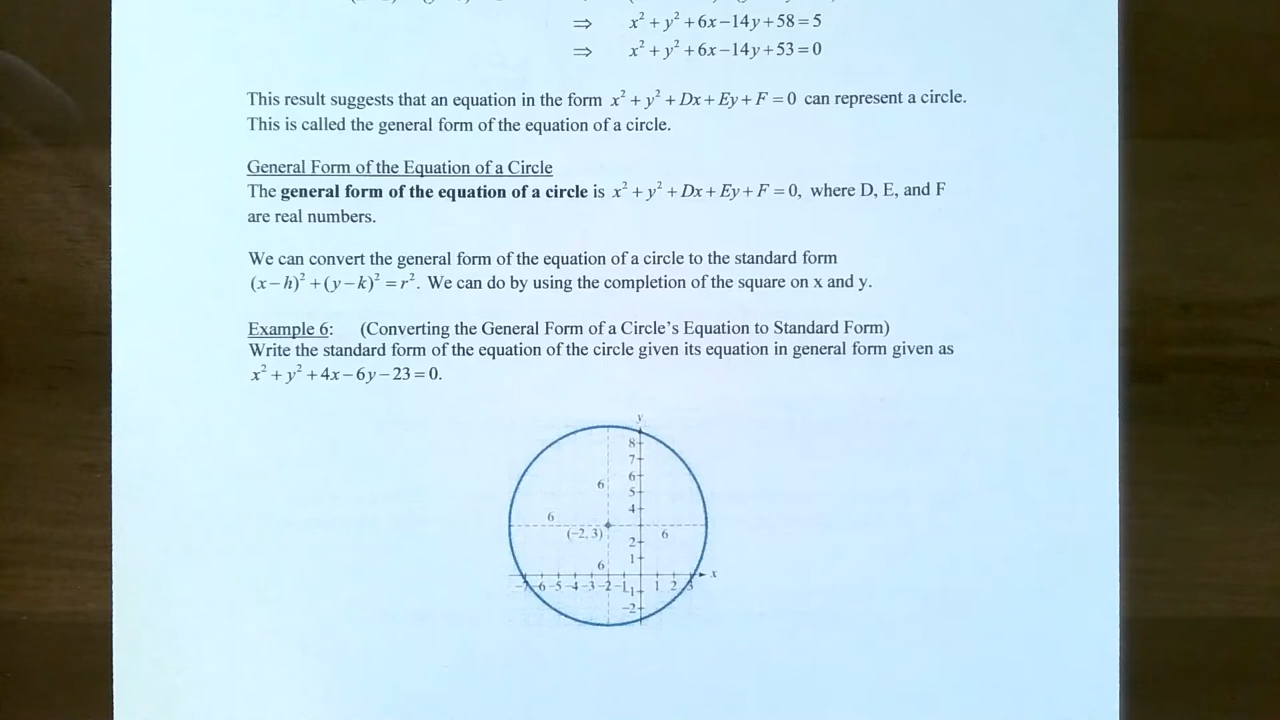 ⇒ x² + y² + 6x − 14y + 58 = 5
⇒ x² + y² + 6x − 14y + 53 = 0
This result suggests that an equation in the form x² + y² + Dx + Ey + F = 0 can represent a circle.
This is called the general form of the equation of a circle.
General Form of the Equation of a Circle
The general form of the equation of a circle is x² + y² + Dx + Ey + F = 0, where D, E, and F
are real numbers.
We can convert the general form of the equation of a circle to the standard form
(x − h)² + (y − k)² = r². We can do by using the completion of the square on x and y.
Example 6: (Converting the General Form of a Circle's Equation to Standard Form)
Write the standard form of the equation of the circle given its equation in general form given as
x² + y² + 4x − 6y − 23 = 0.
y
8
7
6 6
5
4
6
(−2, 3) 6
2
1
6
x
−7 −6 −5 −4 −3 −2 −1 1 2 3
−1
−2